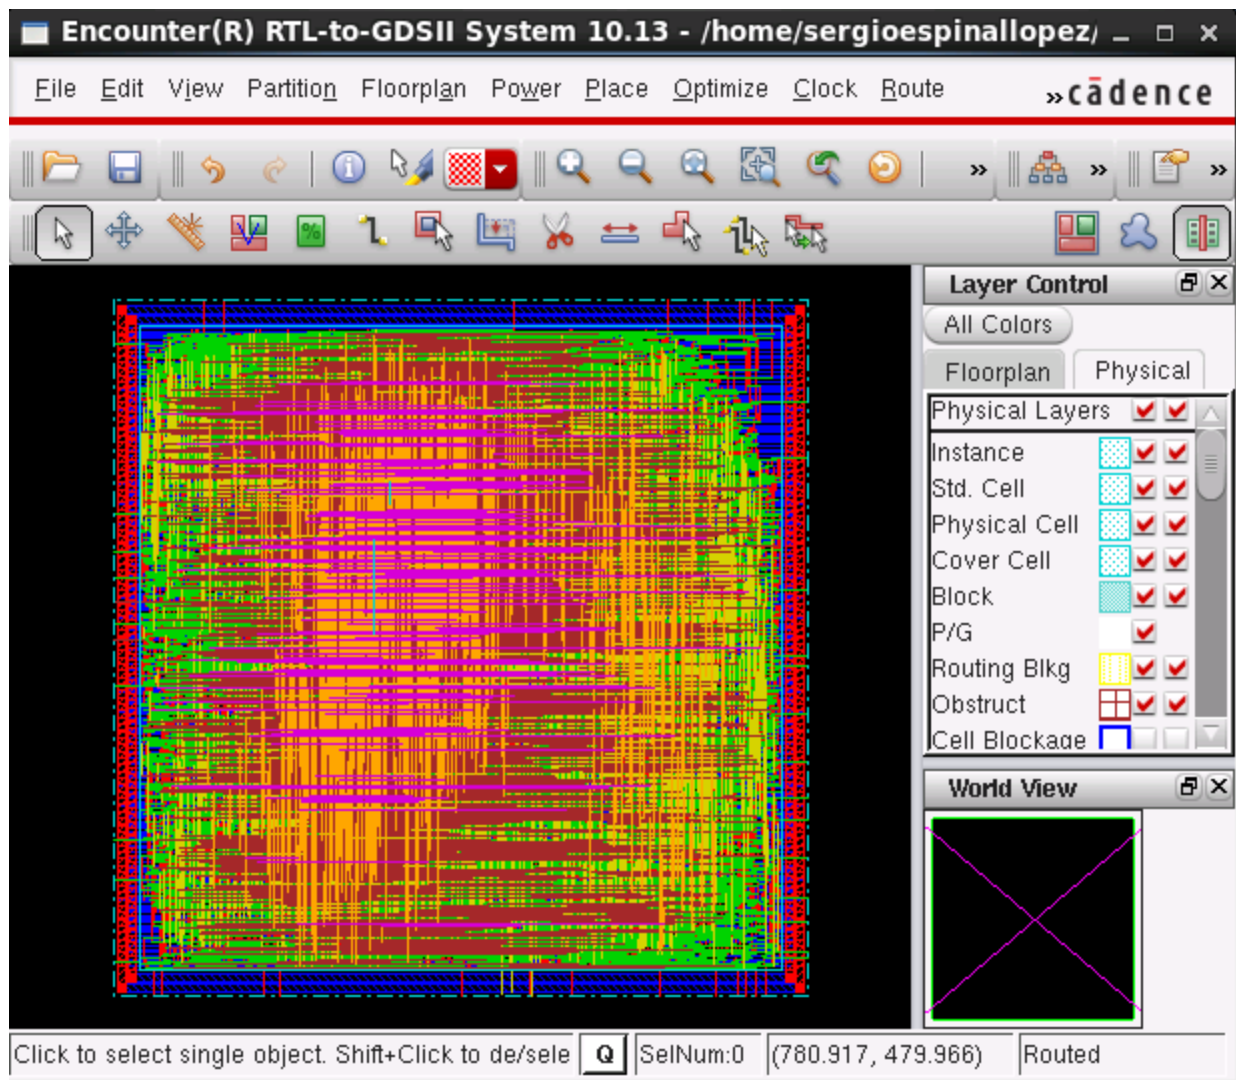 Encounter(R) RTL-to-GDSII System 10.13 - /home/sergioespinallopez/
File Edit View Partition Floorplan Power Place Optimize Clock Route » cādence
» » »
%
Layer Control
All Colors
Floorplan Physical
Physical Layers
Instance
Std. Cell
Physical Cell
Cover Cell
Block
P/G
Routing Blkg
Obstruct
Cell Blockage
World View
Click to select single object. Shift+Click to de/sele Q SelNum:0 (780.917, 479.966) Routed